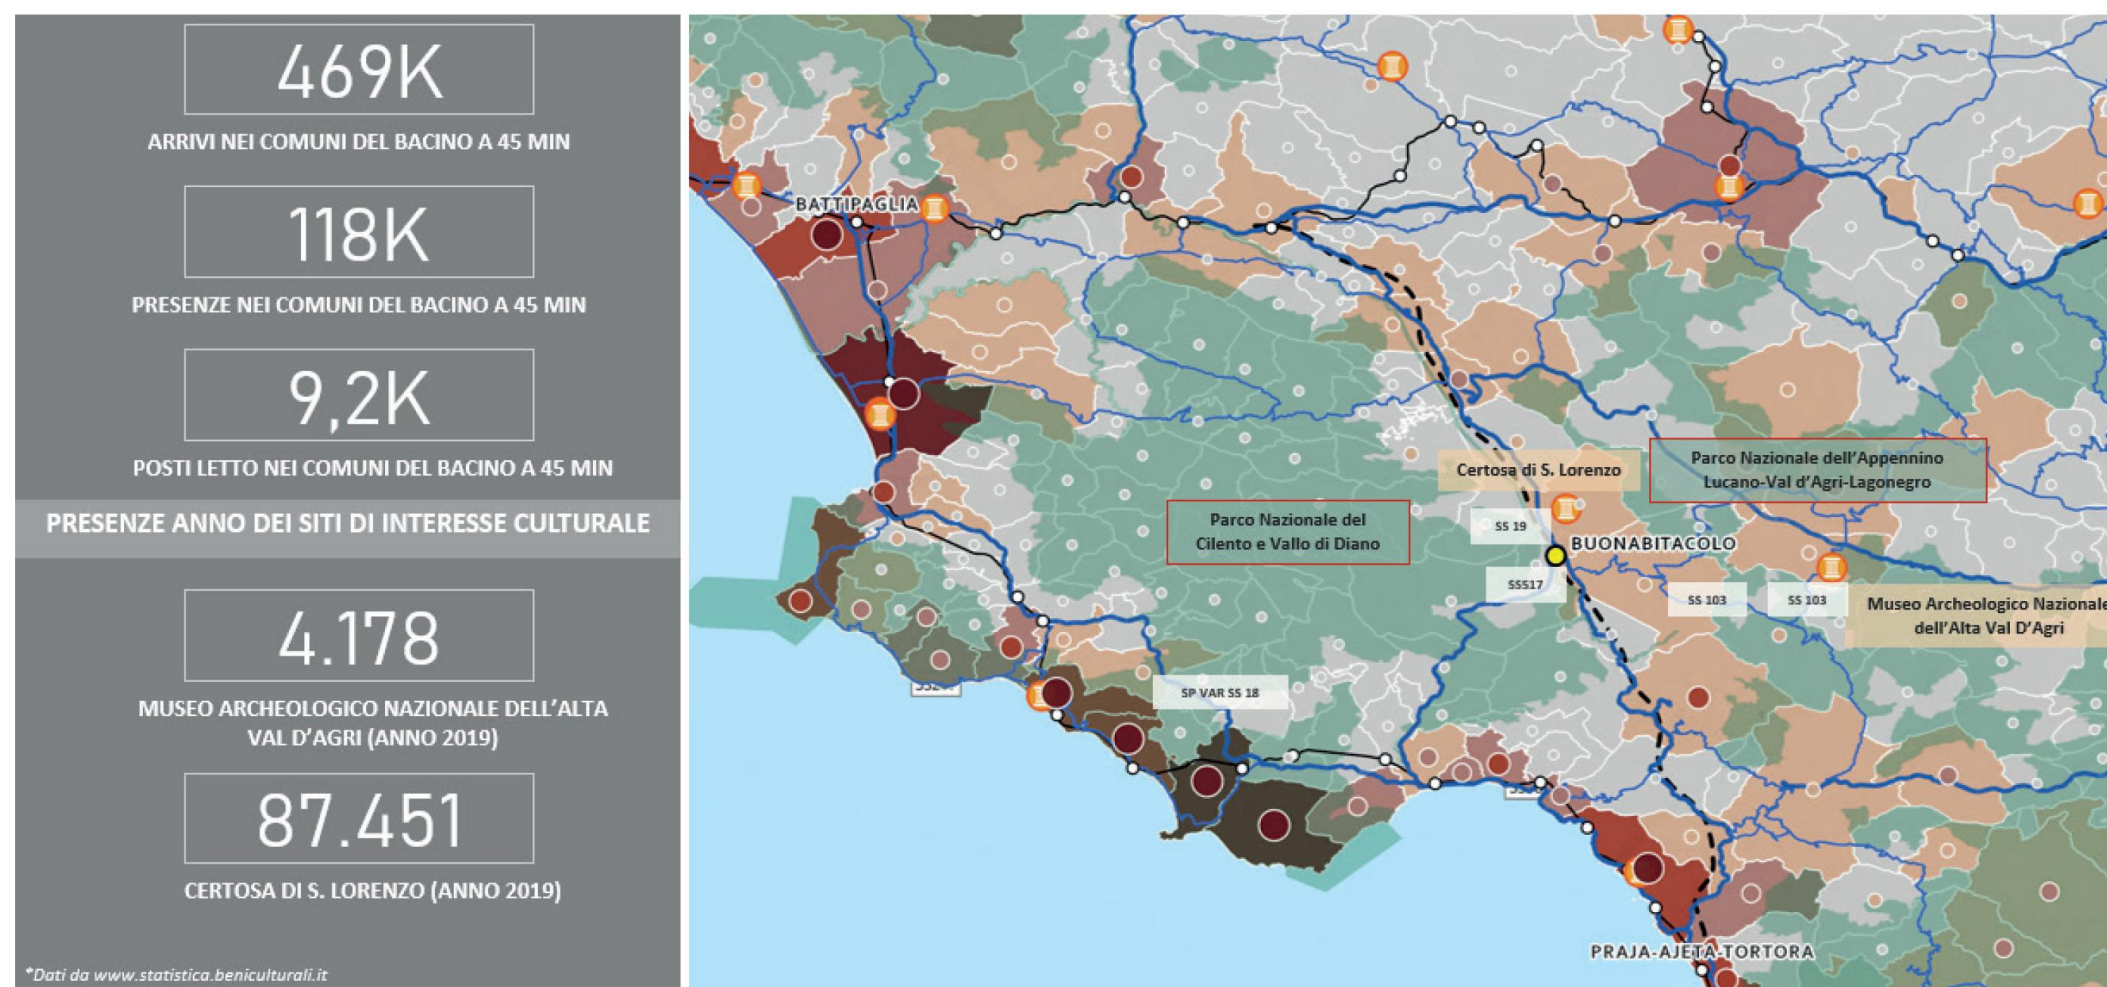 469K
ARRIVI NEI COMUNI DEL BACINO A 45 MIN
118K
PRESENZE NEI COMUNI DEL BACINO A 45 MIN
9,2K
POSTI LETTO NEI COMUNI DEL BACINO A 45 MIN
PRESENZE ANNO DEI SITI DI INTERESSE CULTURALE
4.178
MUSEO ARCHEOLOGICO NAZIONALE DELL'ALTA
VAL D'AGRI (ANNO 2019)
87.451
CERTOSA DI S. LORENZO (ANNO 2019)
*Dati da www.statistica.beniculturali.it
BATTIPAGLIA
Certosa di S. Lorenzo
Parco Nazionale dell'Appennino
Lucano-Val d'Agri-Lagonegro
Parco Nazionale del
Cilento e Vallo di Diano
SS 19
BUONABITACOLO
SS517
SS 103
SS 103
Museo Archeologico Nazionale
dell'Alta Val D'Agri
SP VAR SS 18
PRAJA-AJETA-TORTORA